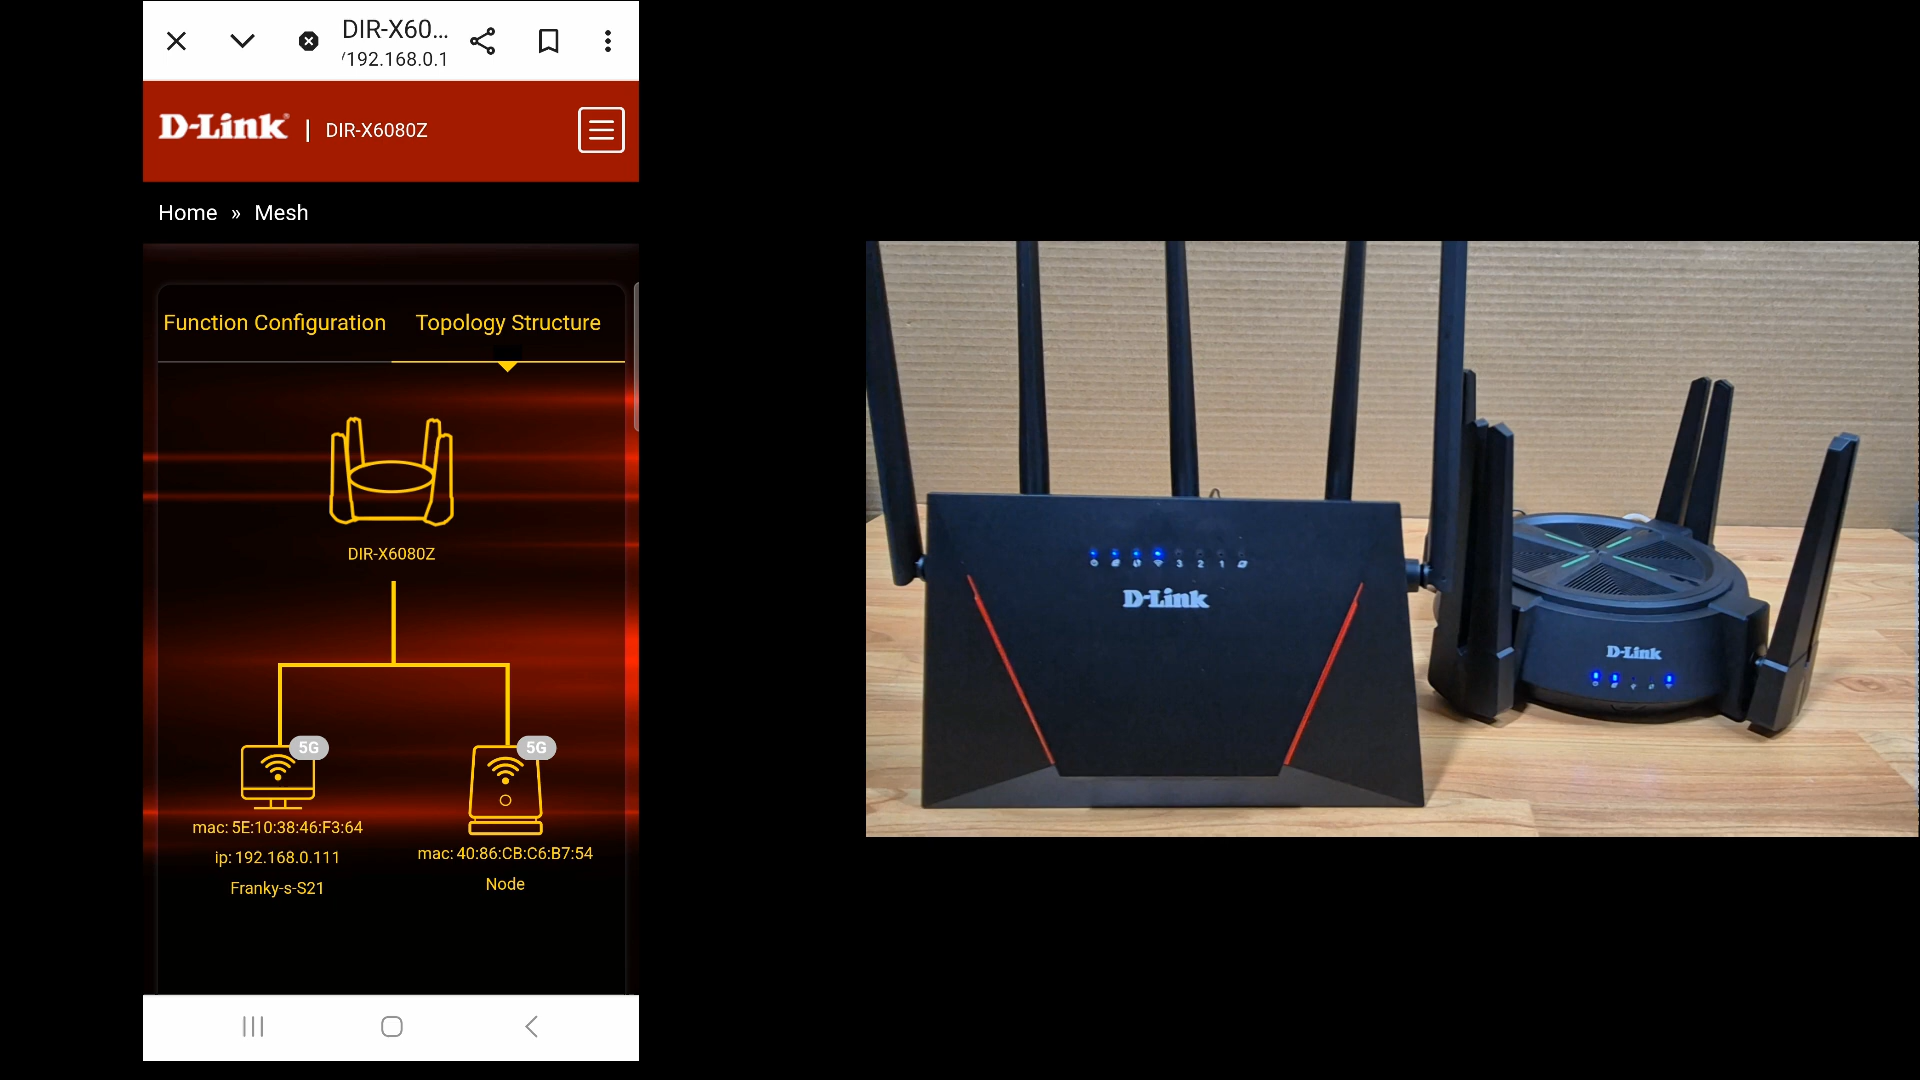 DIR-X60...
/192.168.0.1
D-Link | DIR-X6080Z
Home » Mesh
Function Configuration
Topology Structure
DIR-X6080Z
5G
mac: 5E:10:38:46:F3:64
ip: 192.168.0.111
Franky-s-S21
5G
mac: 40:86:CB:C6:B7:54
Node
3 2 1
D-Link
D-Link